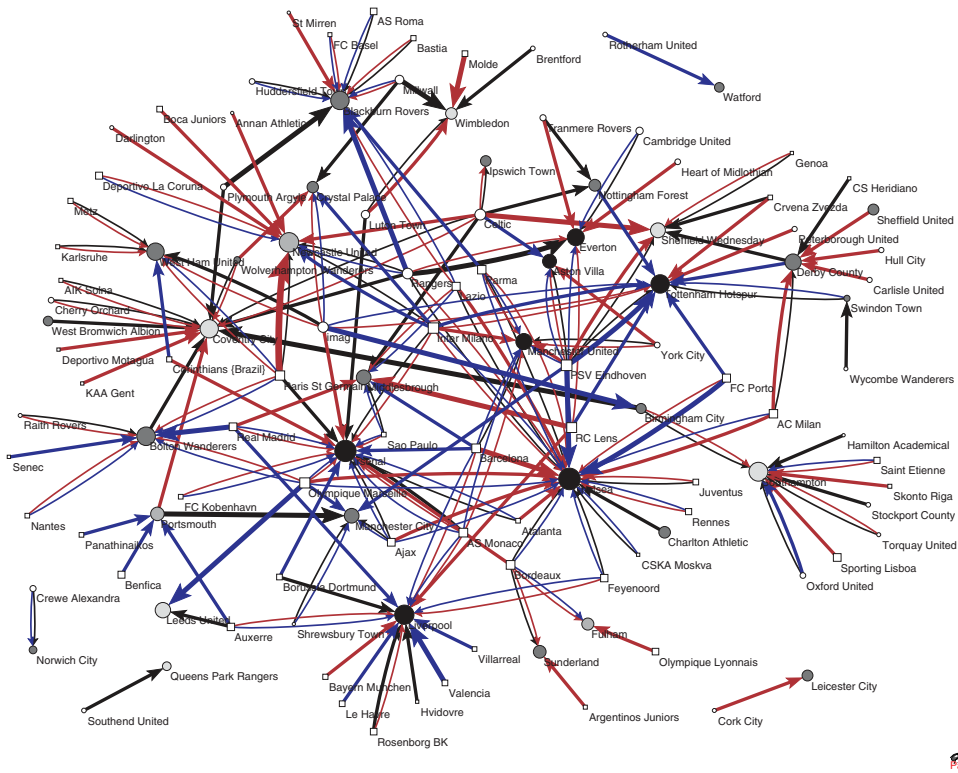 St Mirren
AS Roma
FC Basel
Bastia
Rotherham United
Molde
Brentford
Huddersfield To
Millwall
Watford
Blackburn Rovers
Boca Juniors
Annan Athletic
Wimbledon
Tranmere Rovers
Cambridge United
Darlington
Genoa
Heart of Midlothian
Ipswich Town
Deportivo La Coruna
CS Heridiano
Plymouth Argyle
Crystal Palace
Nottingham Forest
Crvena Zvezda
Metz
Luton Town
Celtic
Sheffield United
Peterborough United
Sheffield Wednesday
Everton
Newcastle United
Hull City
Karlsruhe
West Ham United
Wolverhampton Wanderers
Aston Villa
Derby County
Rangers
Parma
AIK Solna
Lazio
Tottenham Hotspur
Carlisle United
Cherry Orchard
Swindon Town
West Bromwich Albion
Coventry City
Inter Milano
Manchester United
York City
Deportivo Motagua
Corinthians {Brazil}
PSV Eindhoven
Wycombe Wanderers
KAA Gent
Paris St Germain
Middlesbrough
FC Porto
Birmingham City
AC Milan
Raith Rovers
Real Madrid
Sao Paulo
RC Lens
Hamilton Academical
Bolton Wanderers
Senec
Barcelona
Arsenal
Saint Etienne
Olympique Marseille
Chelsea
Southampton
Juventus
Skonto Riga
FC Kobenhavn
Stockport County
Nantes
Portsmouth
Manchester City
Atalanta
Rennes
AS Monaco
Charlton Athletic
Torquay United
Panathinaikos
Ajax
CSKA Moskva
Sporting Lisboa
Benfica
Borussia Dortmund
Bordeaux
Feyenoord
Oxford United
Crewe Alexandra
Leeds United
Auxerre
Shrewsbury Town
Liverpool
Fulham
Norwich City
Villarreal
Sunderland
Olympique Lyonnais
Queens Park Rangers
Bayern Munchen
Valencia
Leicester City
Le Havre
Hvidovre
Argentinos Juniors
Southend United
Cork City
Rosenborg BK